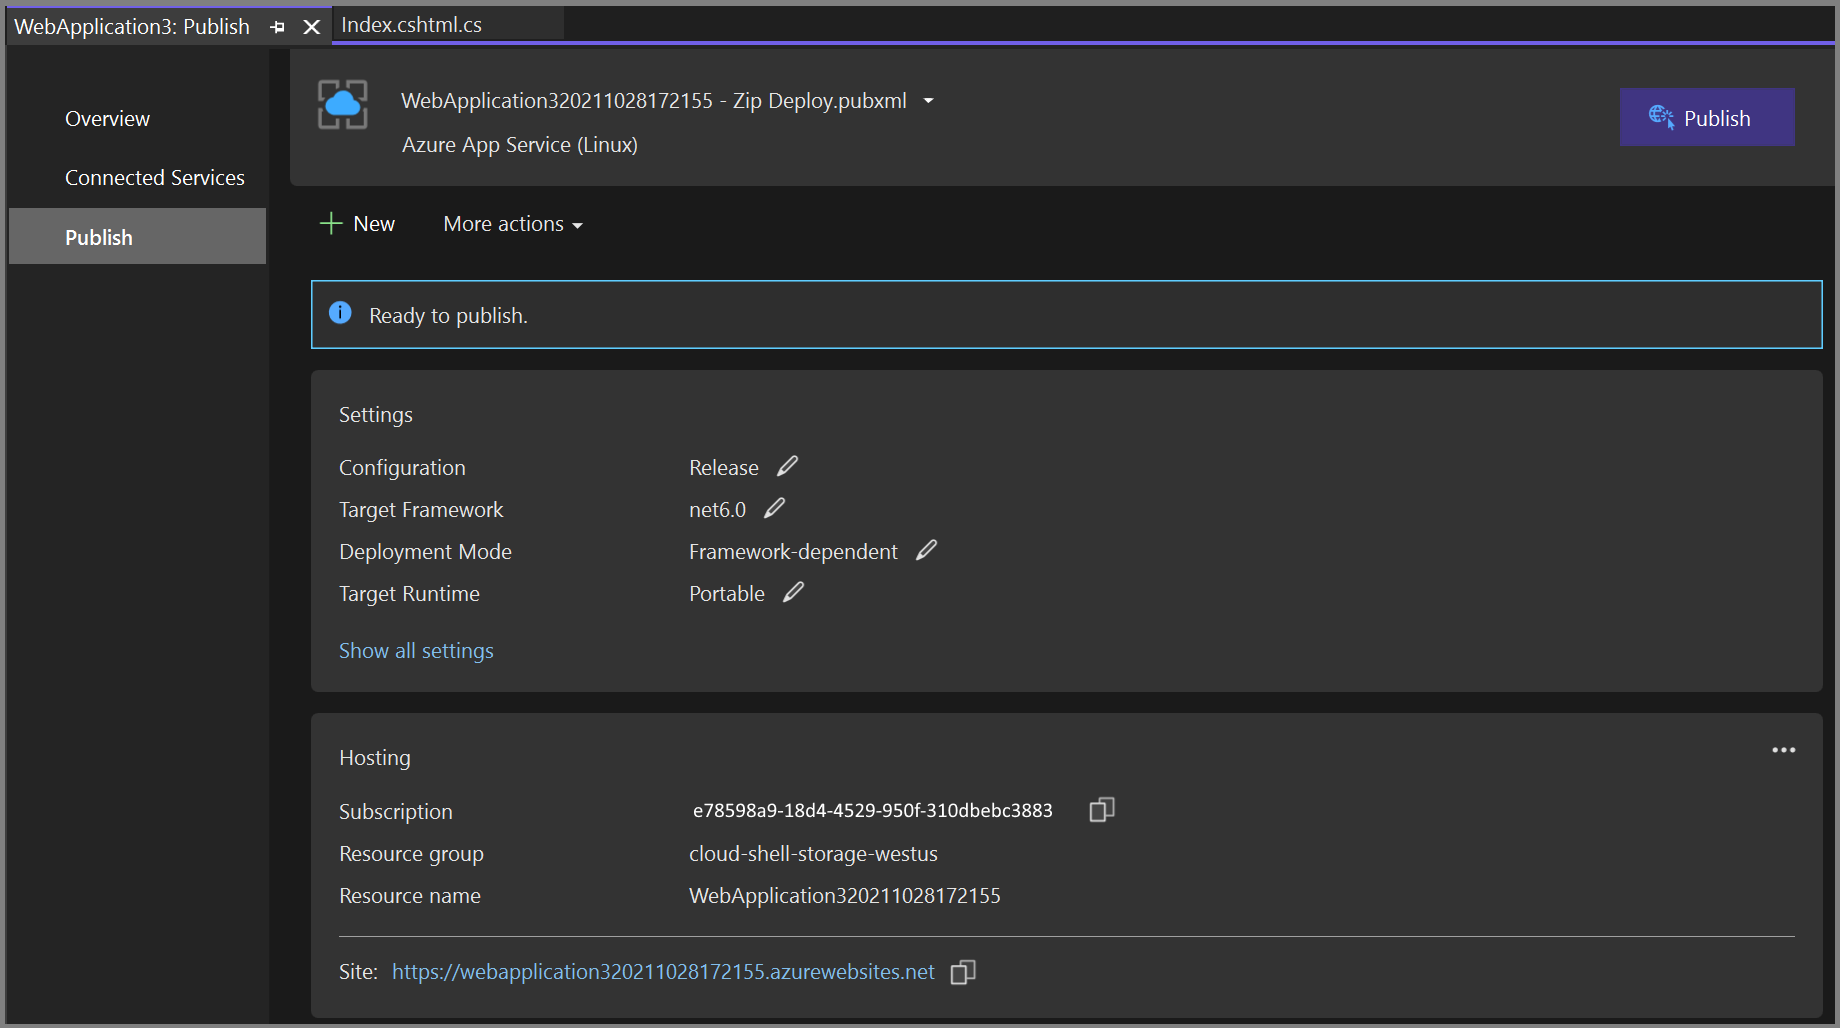 WebApplication3: Publish
Index.cshtml.cs
Overview
Connected Services
Publish
WebApplication320211028172155 - Zip Deploy.pubxml
Azure App Service (Linux)
Publish
New
More actions
Ready to publish.
Settings
Configuration Release
Target Framework net6.0
Deployment Mode Framework-dependent
Target Runtime Portable
Show all settings
Hosting
Subscription e78598a9-18d4-4529-950f-310dbebc3883
Resource group cloud-shell-storage-westus
Resource name WebApplication320211028172155
Site: https://webapplication320211028172155.azurewebsites.net